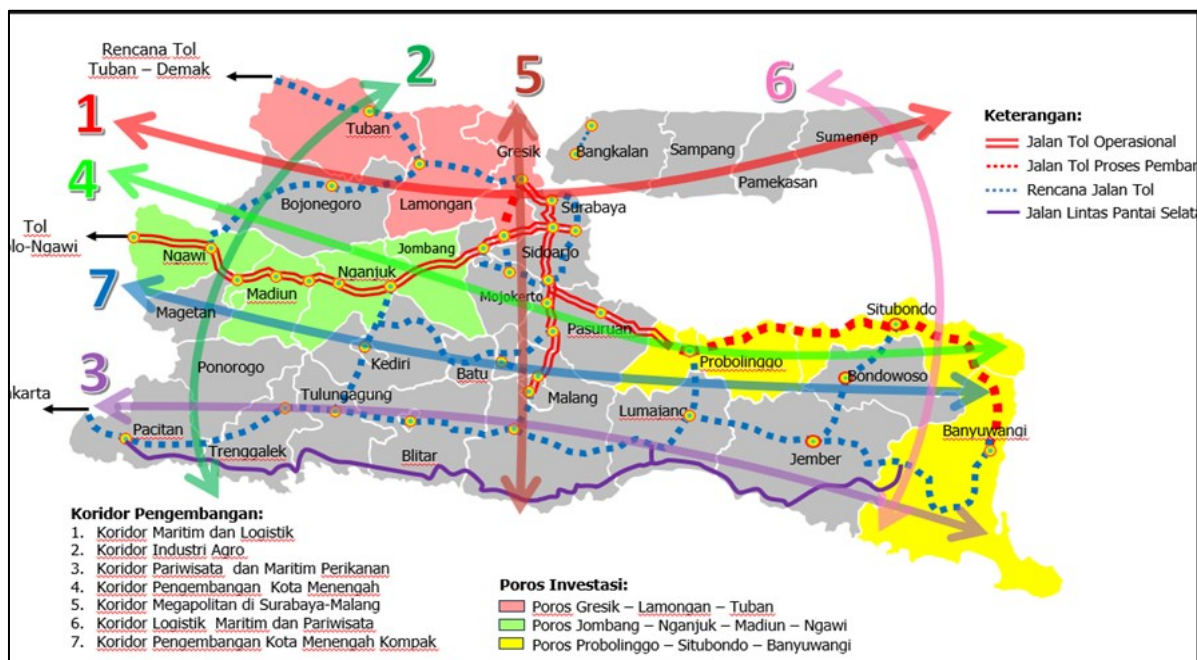 Rencana Tol
Tuban – Demak
2
5
6
1
Tuban
Gresik
Bangkalan
Sampang
Sumenep
Pamekasan
Keterangan:
Jalan Tol Operasional
Jalan Tol Proses Pemban
Rencana Jalan Tol
Jalan Lintas Pantai Selata
4
Bojonegoro
Lamongan
Surabaya
Tol
olo-Ngawi
Ngawi
Jombang
Sidoarjo
Nganjuk
Madiun
Mojokerto
7
Magetan
Pasuruan
Situbondo
Ponorogo
Kediri
Batu
Probolinggo
Bondowoso
3
Tulungagung
Malang
Lumajang
akarta
Pacitan
Trenggalek
Blitar
Jember
Banyuwangi
Koridor Pengembangan:
1. Koridor Maritim dan Logistik
2. Koridor Industri Agro
3. Koridor Pariwisata dan Maritim Perikanan
4. Koridor Pengembangan Kota Menengah
5. Koridor Megapolitan di Surabaya-Malang
6. Koridor Logistik Maritim dan Pariwisata
7. Koridor Pengembangan Kota Menengah Kompak
Poros Investasi:
Poros Gresik – Lamongan – Tuban
Poros Jombang – Nganjuk – Madiun – Ngawi
Poros Probolinggo – Situbondo – Banyuwangi